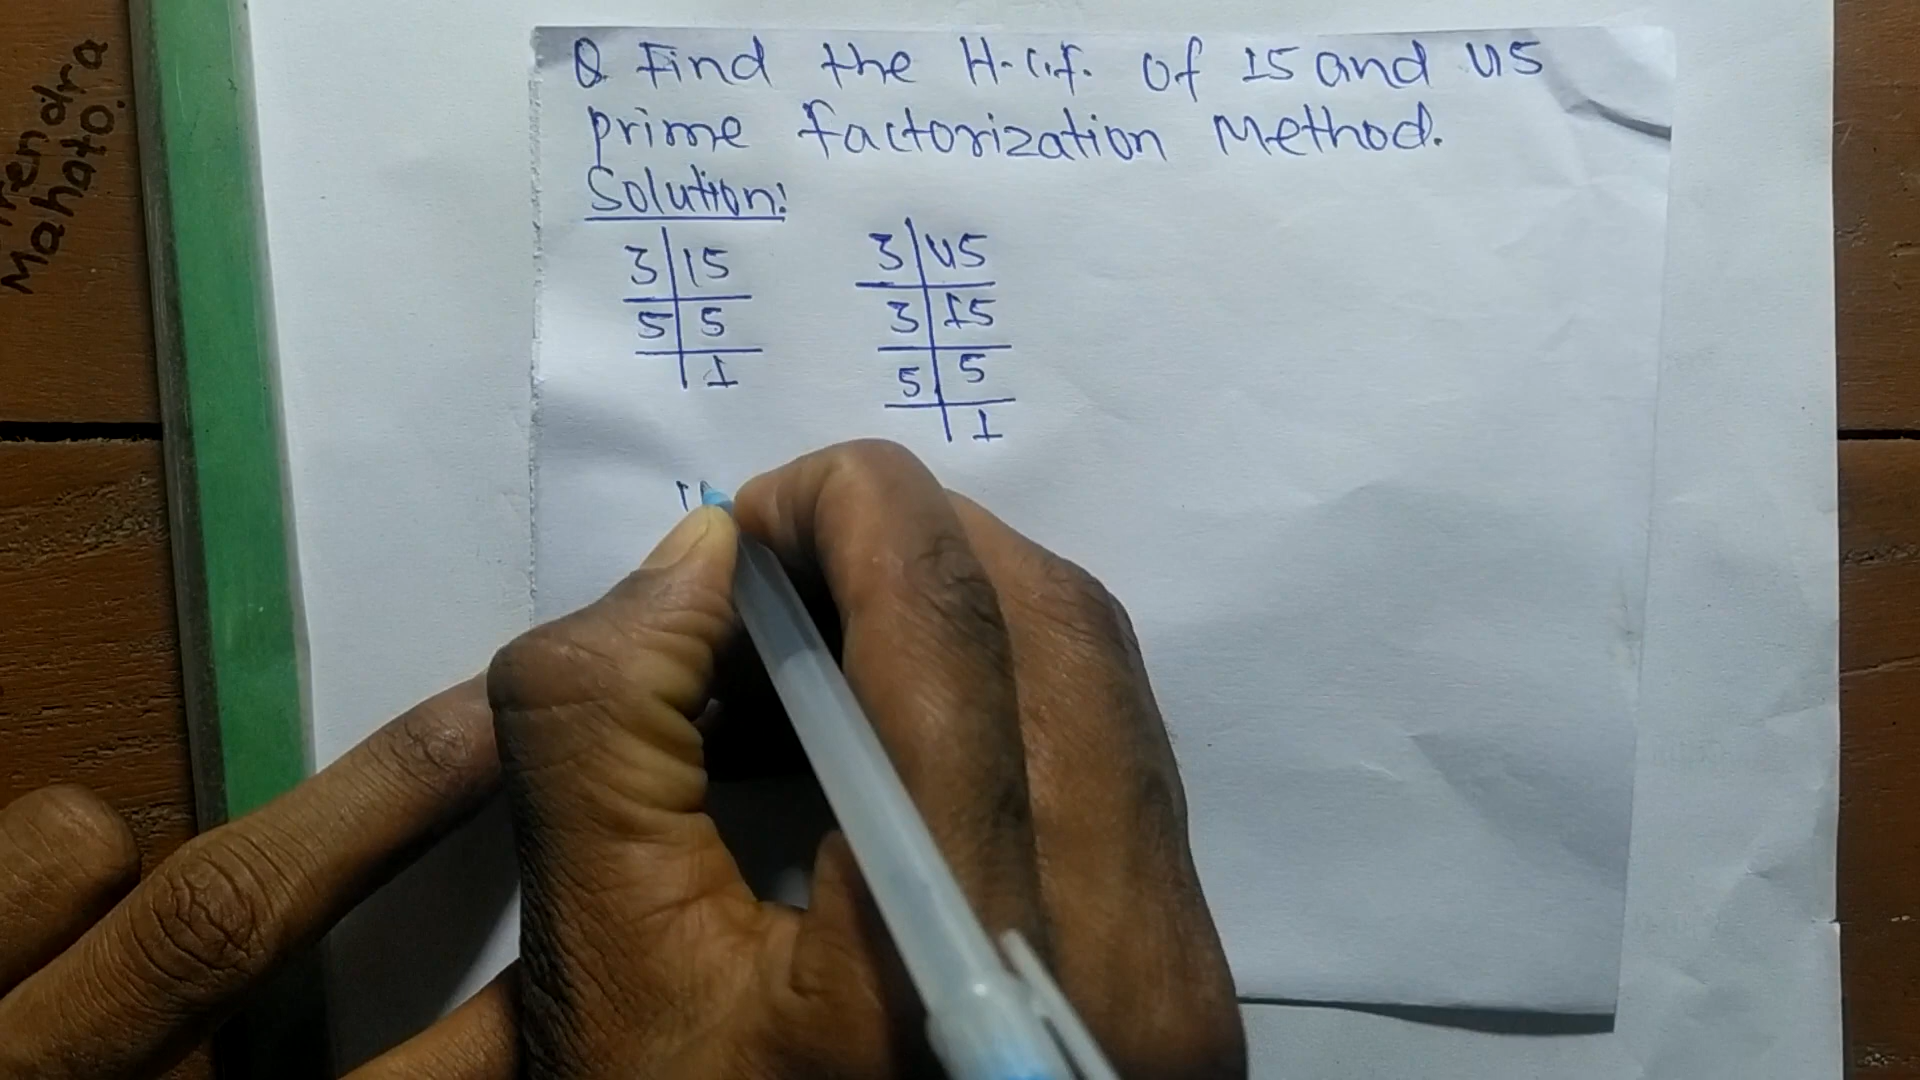 Q Find the H.C.F. Of 15 and 45
prime factorization Method.
Solution:
3 | 15
5 | 5
1
3 | 45
3 | 15
5 | 5
1
Mahato.